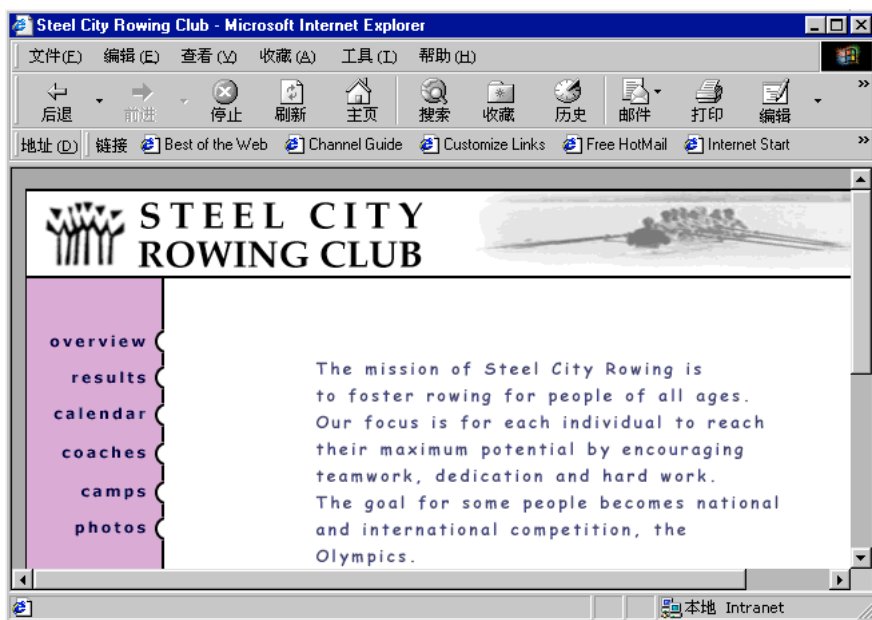 Steel City Rowing Club - Microsoft Internet Explorer
文件(F) 编辑(E) 查看(V) 收藏(A) 工具(I) 帮助(H)
后退 前进 停止 刷新 主页 搜索 收藏 历史 邮件 打印 编辑 »
地址(D) 链接 Best of the Web Channel Guide Customize Links Free HotMail Internet Start »
STEEL CITY
ROWING CLUB
overview
results
calendar
coaches
camps
photos
The mission of Steel City Rowing is
to foster rowing for people of all ages.
Our focus is for each individual to reach
their maximum potential by encouraging
teamwork, dedication and hard work.
The goal for some people becomes national
and international competition, the
Olympics.
本地 Intranet